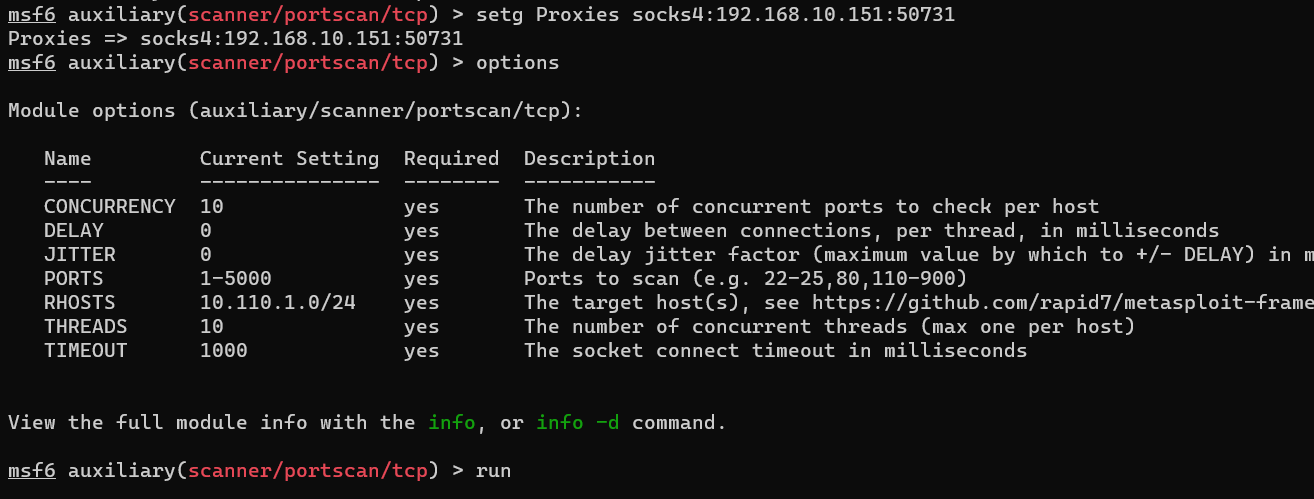 msf6 auxiliary(scanner/portscan/tcp) > setg Proxies socks4:192.168.10.151:50731
Proxies => socks4:192.168.10.151:50731
msf6 auxiliary(scanner/portscan/tcp) > options
Module options (auxiliary/scanner/portscan/tcp):
Name Current Setting Required Description
---- --------------- -------- -----------
CONCURRENCY 10 yes The number of concurrent ports to check per host
DELAY 0 yes The delay between connections, per thread, in milliseconds
JITTER 0 yes The delay jitter factor (maximum value by which to +/- DELAY) in m
PORTS 1-5000 yes Ports to scan (e.g. 22-25,80,110-900)
RHOSTS 10.110.1.0/24 yes The target host(s), see https://github.com/rapid7/metasploit-frame
THREADS 10 yes The number of concurrent threads (max one per host)
TIMEOUT 1000 yes The socket connect timeout in milliseconds
View the full module info with the info, or info -d command.
msf6 auxiliary(scanner/portscan/tcp) > run